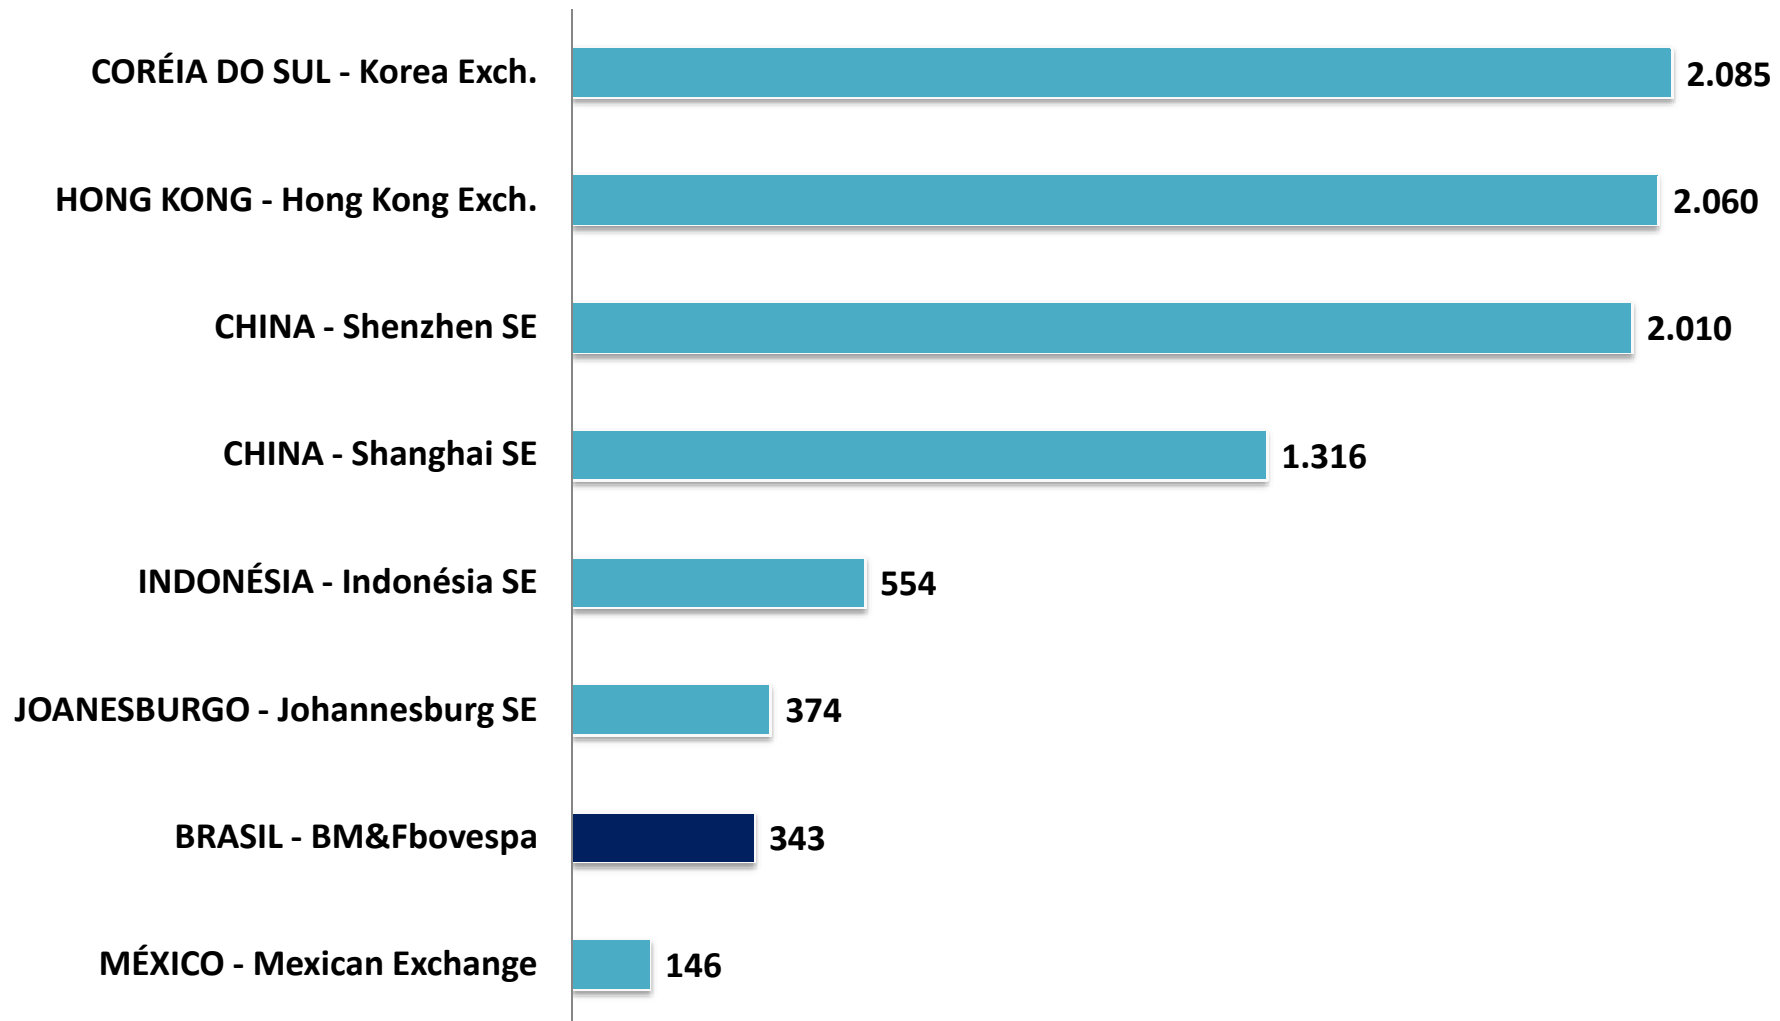 CORÉIA DO SUL - Korea Exch. 2.085
HONG KONG - Hong Kong Exch. 2.060
CHINA - Shenzhen SE 2.010
CHINA - Shanghai SE 1.316
INDONÉSIA - Indonésia SE 554
JOANESBURGO - Johannesburg SE 374
BRASIL - BM&Fbovespa 343
MÉXICO - Mexican Exchange 146